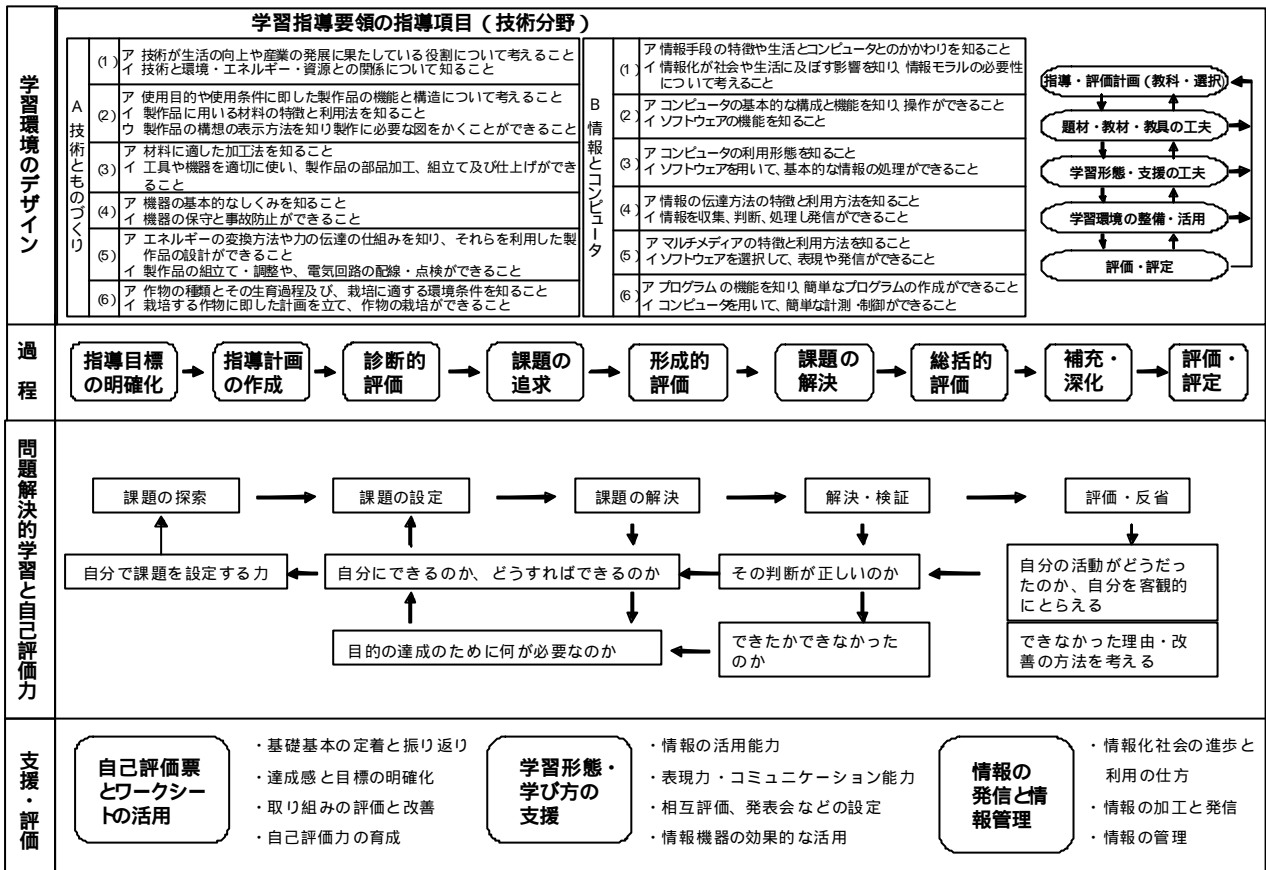 学習指導要領の指導項目（技術分野）
学習環境のデザイン
A 技術とものづくり
(1)
ア 技術が生活の向上や産業の発展に果たしている役割について考えること
イ 技術と環境・エネルギー・資源との関係について知ること
(2)
ア 使用目的や使用条件に即した製作品の機能と構造について考えること
イ 製作品に用いる材料の特徴と利用法を知ること
ウ 製作品の構想の表示方法を知り製作に必要な図をかくことができること
(3)
ア 材料に適した加工法を知ること
イ 工具や機器を適切に使い、製作品の部品加工、組立て及び仕上げができ
ること
(4)
ア 機器の基本的なしくみを知ること
イ 機器の保守と事故防止ができること
(5)
ア エネルギーの変換方法や力の伝達の仕組みを知り、それらを利用した製
作品の設計ができること
イ 製作品の組立て・調整や、電気回路の配線・点検ができること
(6)
ア 作物の種類とその生育過程及び、栽培に適する環境条件を知ること
イ 栽培する作物に即した計画を立て、作物の栽培ができること
B 情報とコンピュータ
(1)
ア 情報手段の特徴や生活とコンピュータとのかかわりを知ること
イ 情報化が社会や生活に及ぼす影響を知り、情報モラルの必要性
について考えること
(2)
ア コンピュータの基本的な構成と機能を知り、操作ができること
イ ソフトウェアの機能を知ること
(3)
ア コンピュータの利用形態を知ること
イ ソフトウェアを用いて、基本的な情報の処理ができること
(4)
ア 情報の伝達方法の特徴と利用方法を知ること
イ 情報を収集、判断、処理し発信ができること
(5)
ア マルチメディアの特徴と利用方法を知ること
イ ソフトウェアを選択して、表現や発信ができること
(6)
ア プログラムの機能を知り、簡単なプログラムの作成ができること
イ コンピュータを用いて、簡単な計測・制御ができること
指導・評価計画（教科・選択）
題材・教材・教具の工夫
学習形態・支援の工夫
学習環境の整備・活用
評価・評定
過程
指導目標
の明確化
指導計画
の作成
診断的
評価
課題の
追求
形成的
評価
課題の
解決
総括的
評価
補充・
深化
評価・
評定
問題解決的学習と自己評価力
課題の探索
課題の設定
課題の解決
解決・検証
評価・反省
自分で課題を設定する力
自分にできるのか、どうすればできるのか
その判断が正しいのか
自分の活動がどうだっ
たのか、自分を客観的
にとらえる
目的の達成のために何が必要なのか
できたかできなかった
のか
できなかった理由・改
善の方法を考える
支援・評価
自己評価票
とワークシー
トの活用
・基礎基本の定着と振り返り
・達成感と目標の明確化
・取り組みの評価と改善
・自己評価力の育成
学習形態・
学び方の
支援
・情報の活用能力
・表現力・コミュニケーション能力
・相互評価、発表会などの設定
・情報機器の効果的な活用
情報の
発信と情
報管理
・情報化社会の進歩と
利用の仕方
・情報の加工と発信
・情報の管理